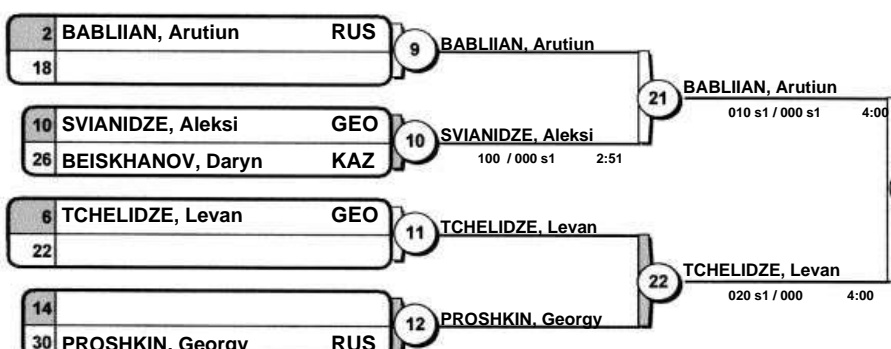 2 BABLIIAN, Arutiun RUS
18
9
BABLIIAN, Arutiun
21
BABLIIAN, Arutiun
010 s1 / 000 s1 4:00
10 SVIANIDZE, Aleksi GEO
26 BEISKHANOV, Daryn KAZ
10
SVIANIDZE, Aleksi
100 / 000 s1 2:51
6 TCHELIDZE, Levan GEO
22
11
TCHELIDZE, Levan
22
TCHELIDZE, Levan
020 s1 / 000 4:00
14
30 PROSHKIN, Georgy RUS
12
PROSHKIN, Georgy